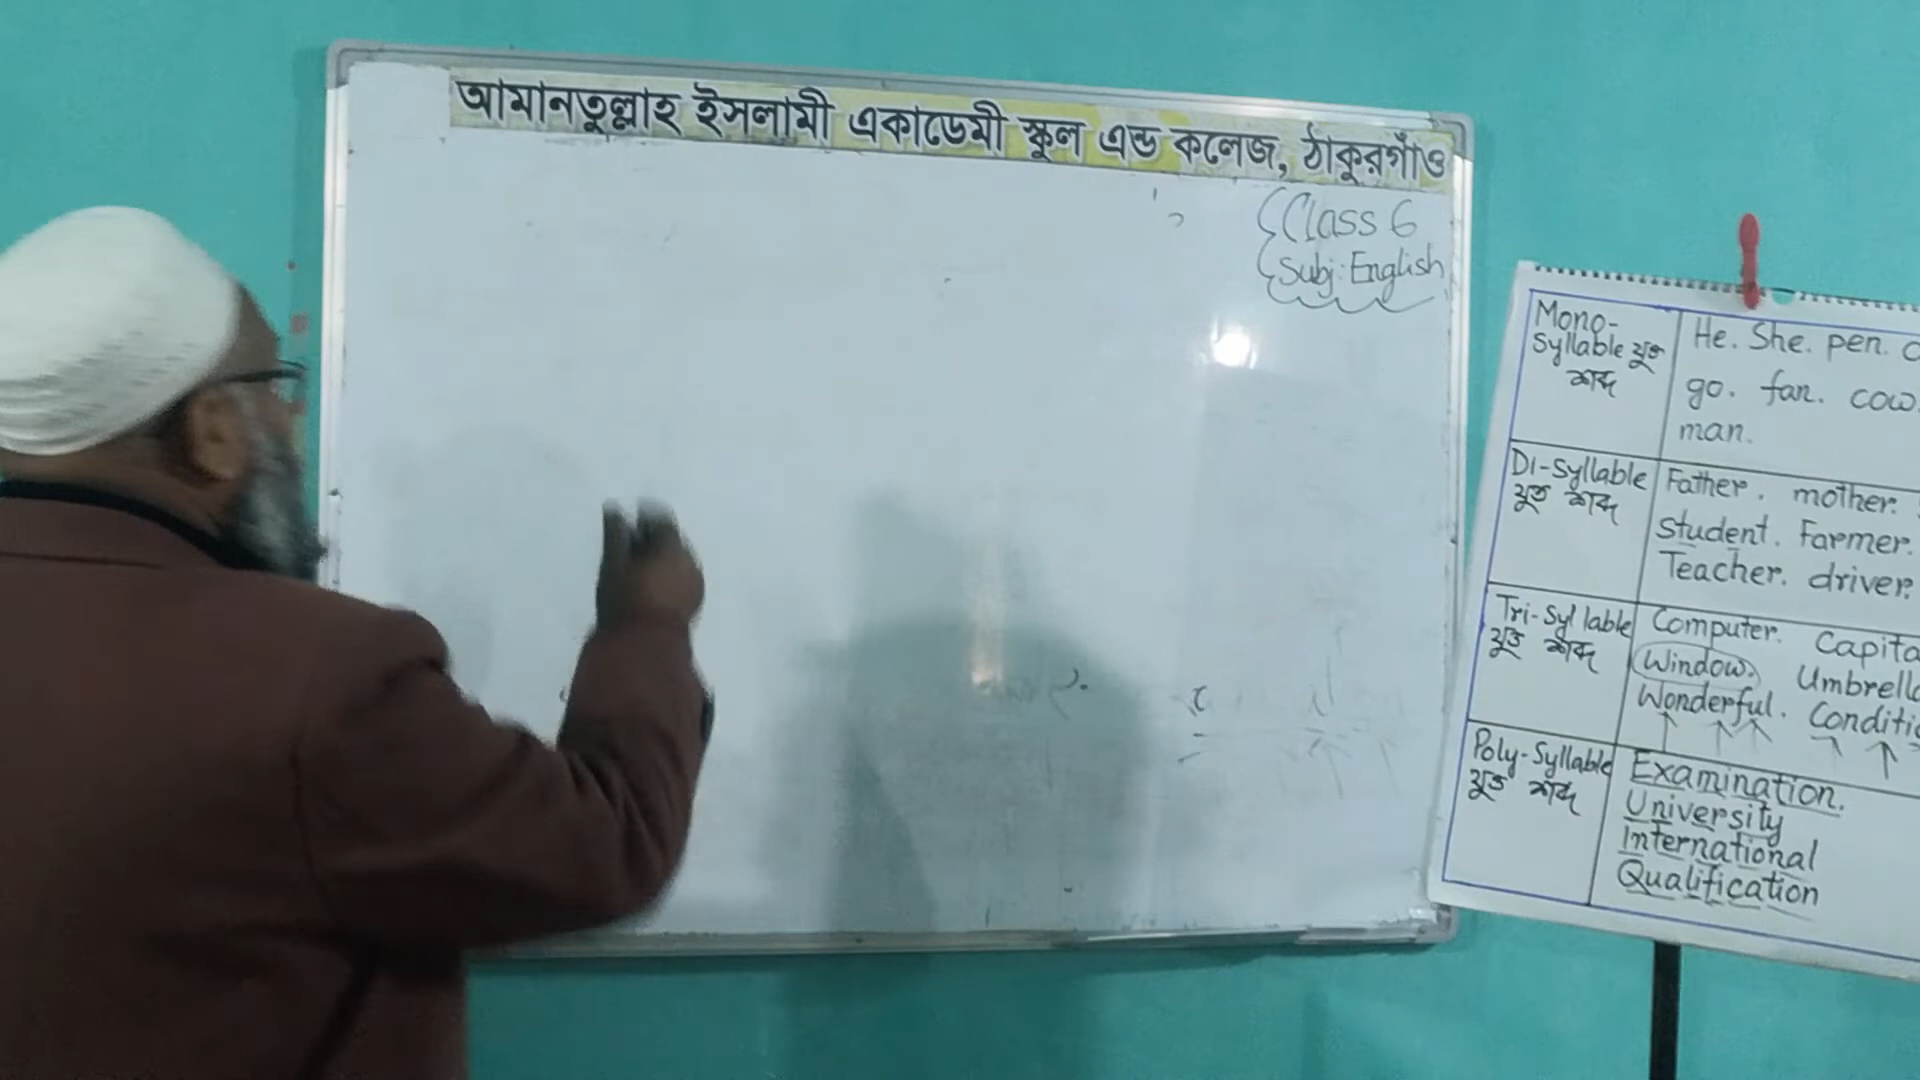 আমানতুল্লাহ ইসলামী একাডেমী স্কুল এন্ড কলেজ, ঠাকুরগাঁও
Class 6
Subj: English
Mono-
Syllable যুক্ত
শব্দ
He. She. pen.
go. fan. cow.
man.
Di-Syllable
যুক্ত শব্দ
Father. mother.
Student. Farmer.
Teacher. driver.
Tri-Syllable
যুক্ত শব্দ
Computer. Capita
Window. Umbrella
Wonderful. Conditio
Poly-Syllable
যুক্ত শব্দ
Examination.
University
International
Qualification